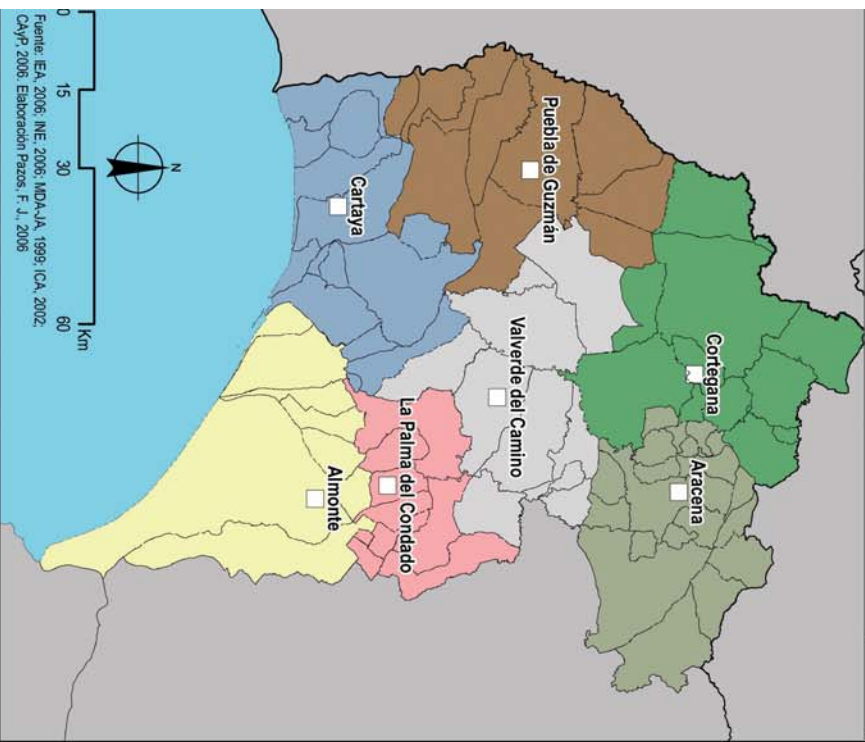 Cortegana
Aracena
Puebla de Guzmán
Valverde del Camino
Cartaya
La Palma del Condado
Almonte
N
0 15 30 60
Km
Fuente: IEA, 2006; INE, 2006; MDA-JA, 1999; ICA, 2002;
CAyP, 2006. Elaboración Pazos, F. J., 2006